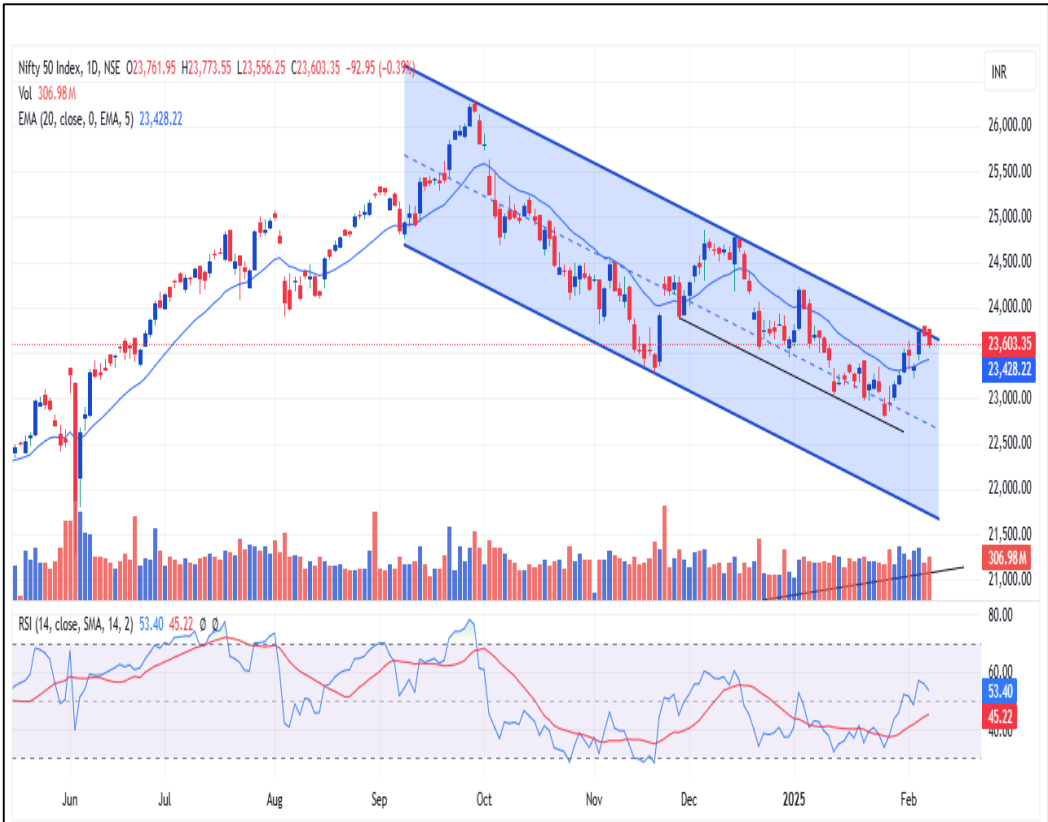 Nifty 50 Index, 1D, NSE O23,761.95 H23,773.55 L23,556.25 C23,603.35 −92.95 (−0.39%)
INR
Vol 306.98M
EMA (20, close, 0, EMA, 5) 23,428.22
26,000.00
25,500.00
25,000.00
24,500.00
24,000.00
23,603.35
23,428.22
23,000.00
22,500.00
22,000.00
21,500.00
306.98M
21,000.00
RSI (14, close, SMA, 14, 2) 53.40 45.22 Ø Ø
80.00
60.00
53.40
45.22
40.00
Jun Jul Aug Sep Oct Nov Dec 2025 Feb